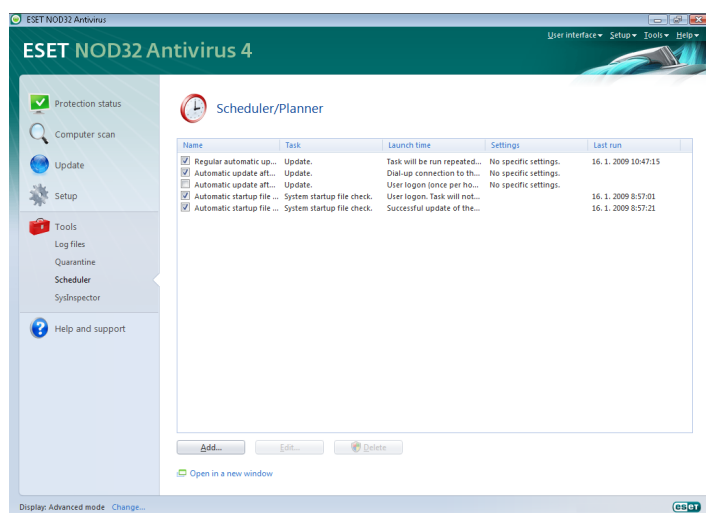 ESET NOD32 Antivirus
User interface Setup Tools Help
ESET NOD32 Antivirus 4
Protection status
Computer scan
Update
Setup
Tools
Log files
Quarantine
Scheduler
SysInspector
Help and support
Scheduler/Planner
Name Task Launch time Settings Last run
Regular automatic up... Update. Task will be run repeated... No specific settings. 16. 1. 2009 10:47:15
Automatic update aft... Update. Dial-up connection to th... No specific settings.
Automatic update aft... Update. User logon (once per ho... No specific settings.
Automatic startup file ... System startup file check. User logon. Task will not... 16. 1. 2009 8:57:01
Automatic startup file ... System startup file check. Successful update of the... 16. 1. 2009 8:57:21
Add... Edit... Delete
Open in a new window
Display: Advanced mode Change...
eset